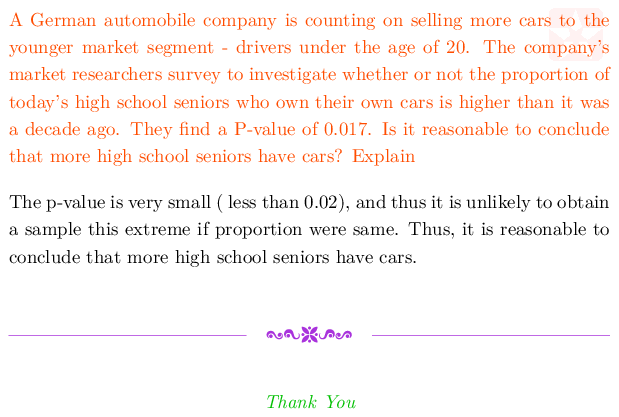 A German automobile company is counting on selling more cars to the
younger market segment - drivers under the age of 20. The company's
market researchers survey to investigate whether or not the proportion of
today's high school seniors who own their own cars is higher than it was
a decade ago. They find a P-value of 0.017. Is it reasonable to conclude
that more high school seniors have cars? Explain
The p-value is very small ( less than 0.02), and thus it is unlikely to obtain
a sample this extreme if proportion were same. Thus, it is reasonable to
conclude that more high school seniors have cars.
Thank You